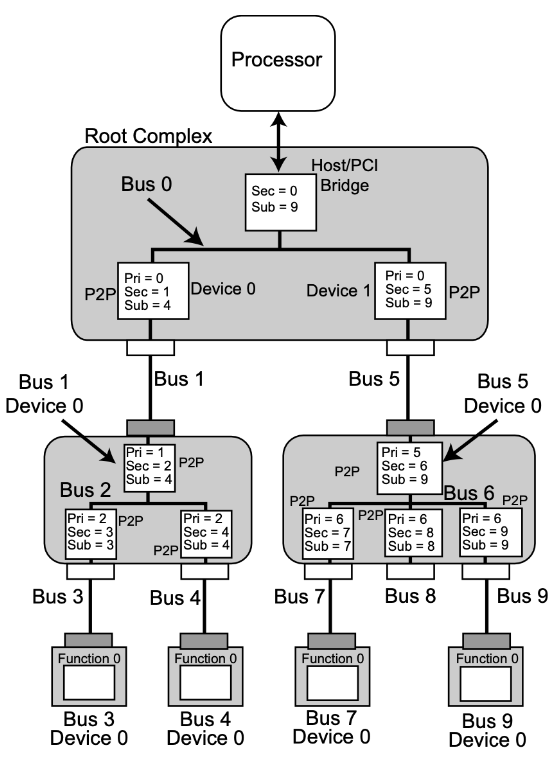 Processor
Root Complex
Host/PCI
Bridge
Bus 0
Sec = 0
Sub = 9
P2P
Pri = 0
Sec = 1
Sub = 4
Device 0
Device 1
Pri = 0
Sec = 5
Sub = 9
P2P
Bus 1
Bus 5
Bus 1
Device 0
Bus 5
Device 0
Pri = 1
Sec = 2
Sub = 4
P2P
Bus 2
Pri = 2
Sec = 3
Sub = 3
P2P
P2P
Pri = 2
Sec = 4
Sub = 4
P2P
Pri = 5
Sec = 6
Sub = 9
Bus 6
P2P
Pri = 6
Sec = 7
Sub = 7
P2P
Pri = 6
Sec = 8
Sub = 8
P2P
Pri = 6
Sec = 9
Sub = 9
Bus 3
Bus 4
Bus 7
Bus 8
Bus 9
Function 0
Function 0
Function 0
Function 0
Bus 3
Device 0
Bus 4
Device 0
Bus 7
Device 0
Bus 9
Device 0